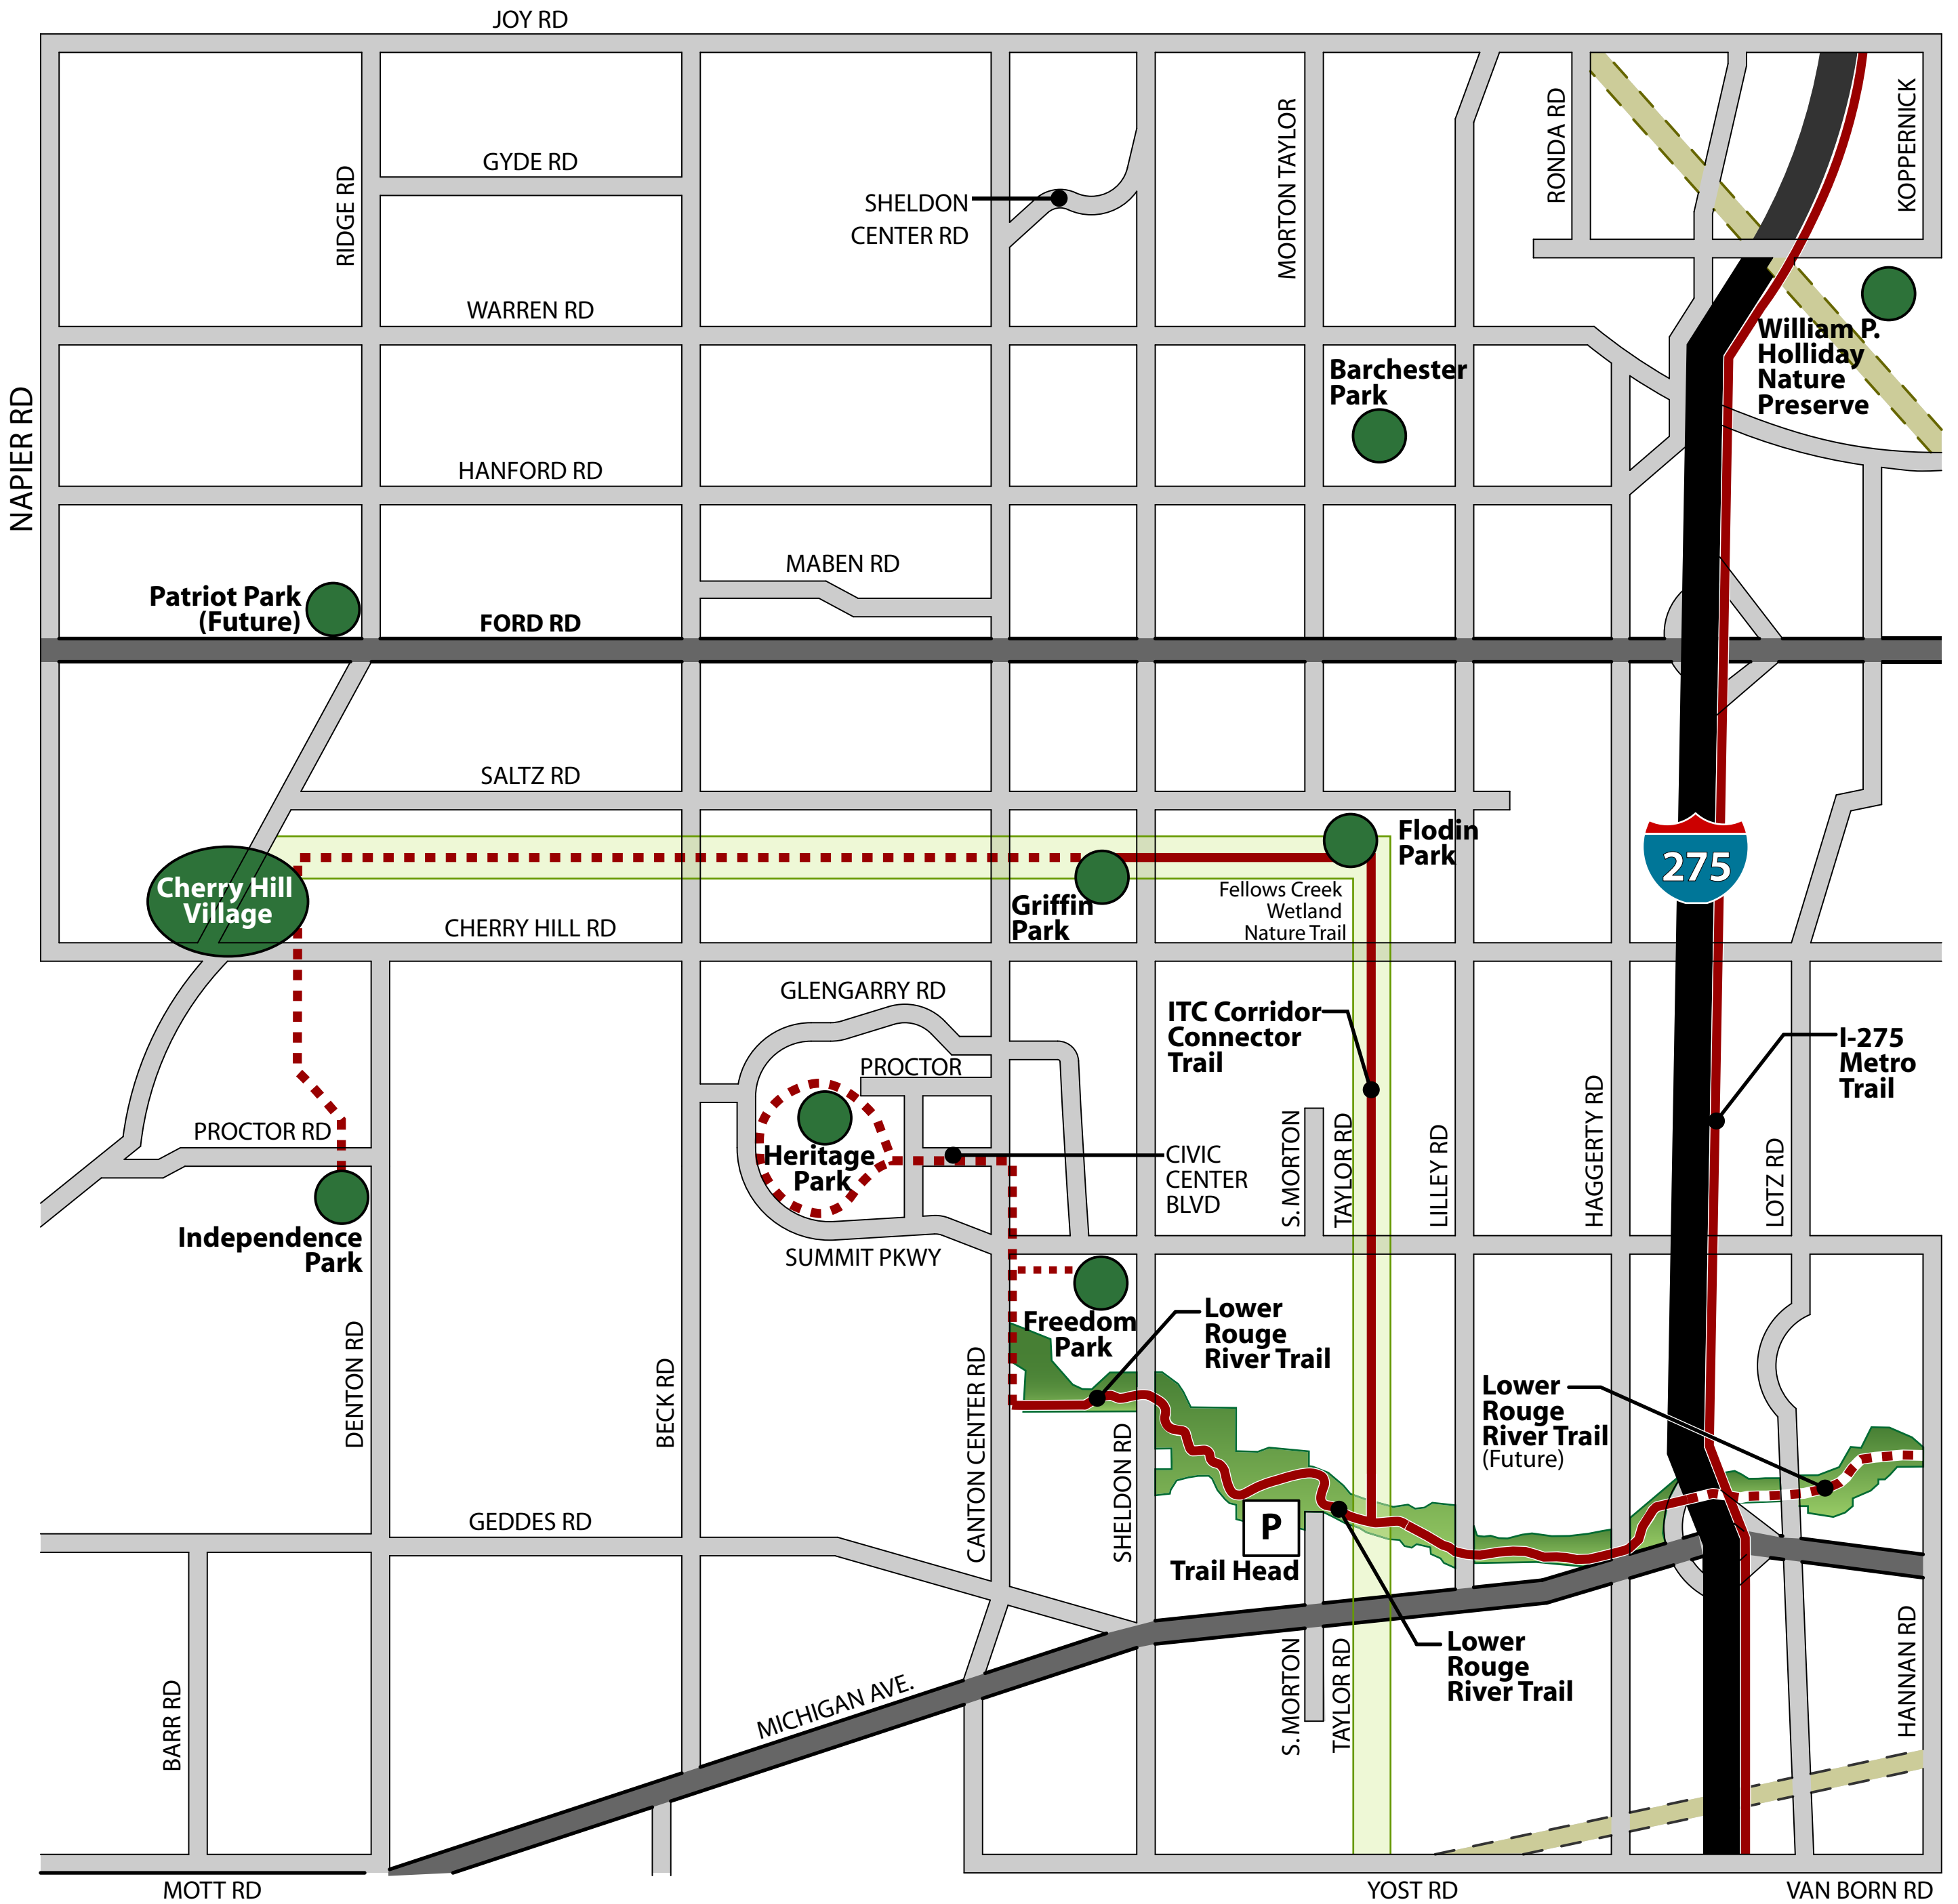 JOY RD
GYDE RD
RIDGE RD
SHELDON
CENTER RD
MORTON TAYLOR
RONDA RD
KOPPERNICK
WARREN RD
William P.
Holliday
Nature
Preserve
Barchester
Park
NAPIER RD
HANFORD RD
MABEN RD
Patriot Park
(Future)
FORD RD
SALTZ RD
Flodin
Park
275
Cherry Hill
Village
Griffin
Park
Fellows Creek
Wetland
Nature Trail
CHERRY HILL RD
GLENGARRY RD
ITC Corridor
Connector
Trail
I-275
Metro
Trail
PROCTOR
PROCTOR RD
Heritage
Park
CIVIC
CENTER
BLVD
S. MORTON
TAYLOR RD
LILLEY RD
HAGGERTY RD
LOTZ RD
Independence
Park
SUMMIT PKWY
Freedom
Park
Lower
Rouge
River Trail
DENTON RD
BECK RD
CANTON CENTER RD
SHELDON RD
Lower
Rouge
River Trail
(Future)
GEDDES RD
P
Trail Head
Lower
Rouge
River Trail
BARR RD
MICHIGAN AVE.
S. MORTON
TAYLOR RD
HANNAN RD
MOTT RD
YOST RD
VAN BORN RD